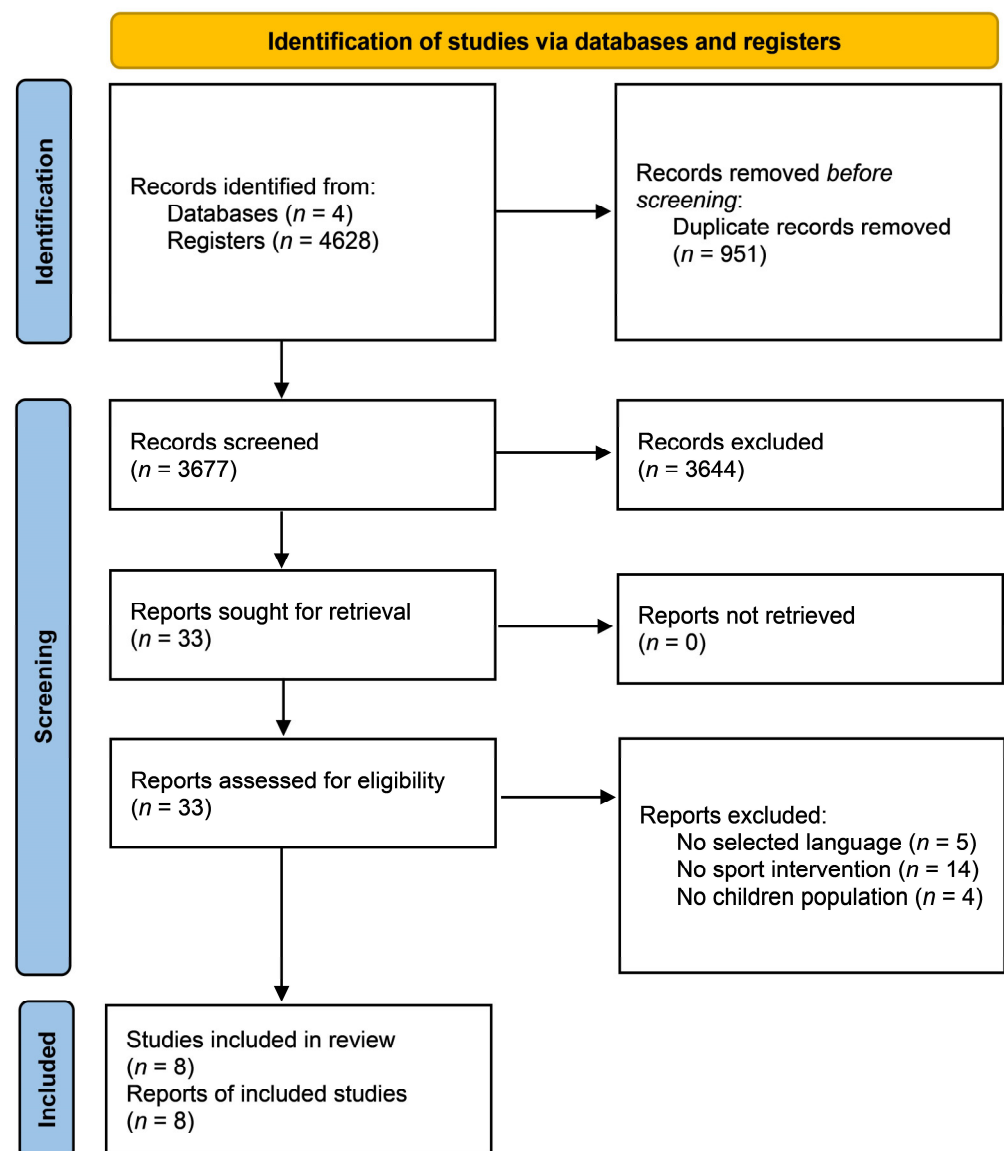 Identification of studies via databases and registers
Identification
Records identified from:
Databases (n = 4)
Registers (n = 4628)
Records removed before
screening:
Duplicate records removed
(n = 951)
Screening
Records screened
(n = 3677)
Records excluded
(n = 3644)
Reports sought for retrieval
(n = 33)
Reports not retrieved
(n = 0)
Reports assessed for eligibility
(n = 33)
Reports excluded:
No selected language (n = 5)
No sport intervention (n = 14)
No children population (n = 4)
Included
Studies included in review
(n = 8)
Reports of included studies
(n = 8)